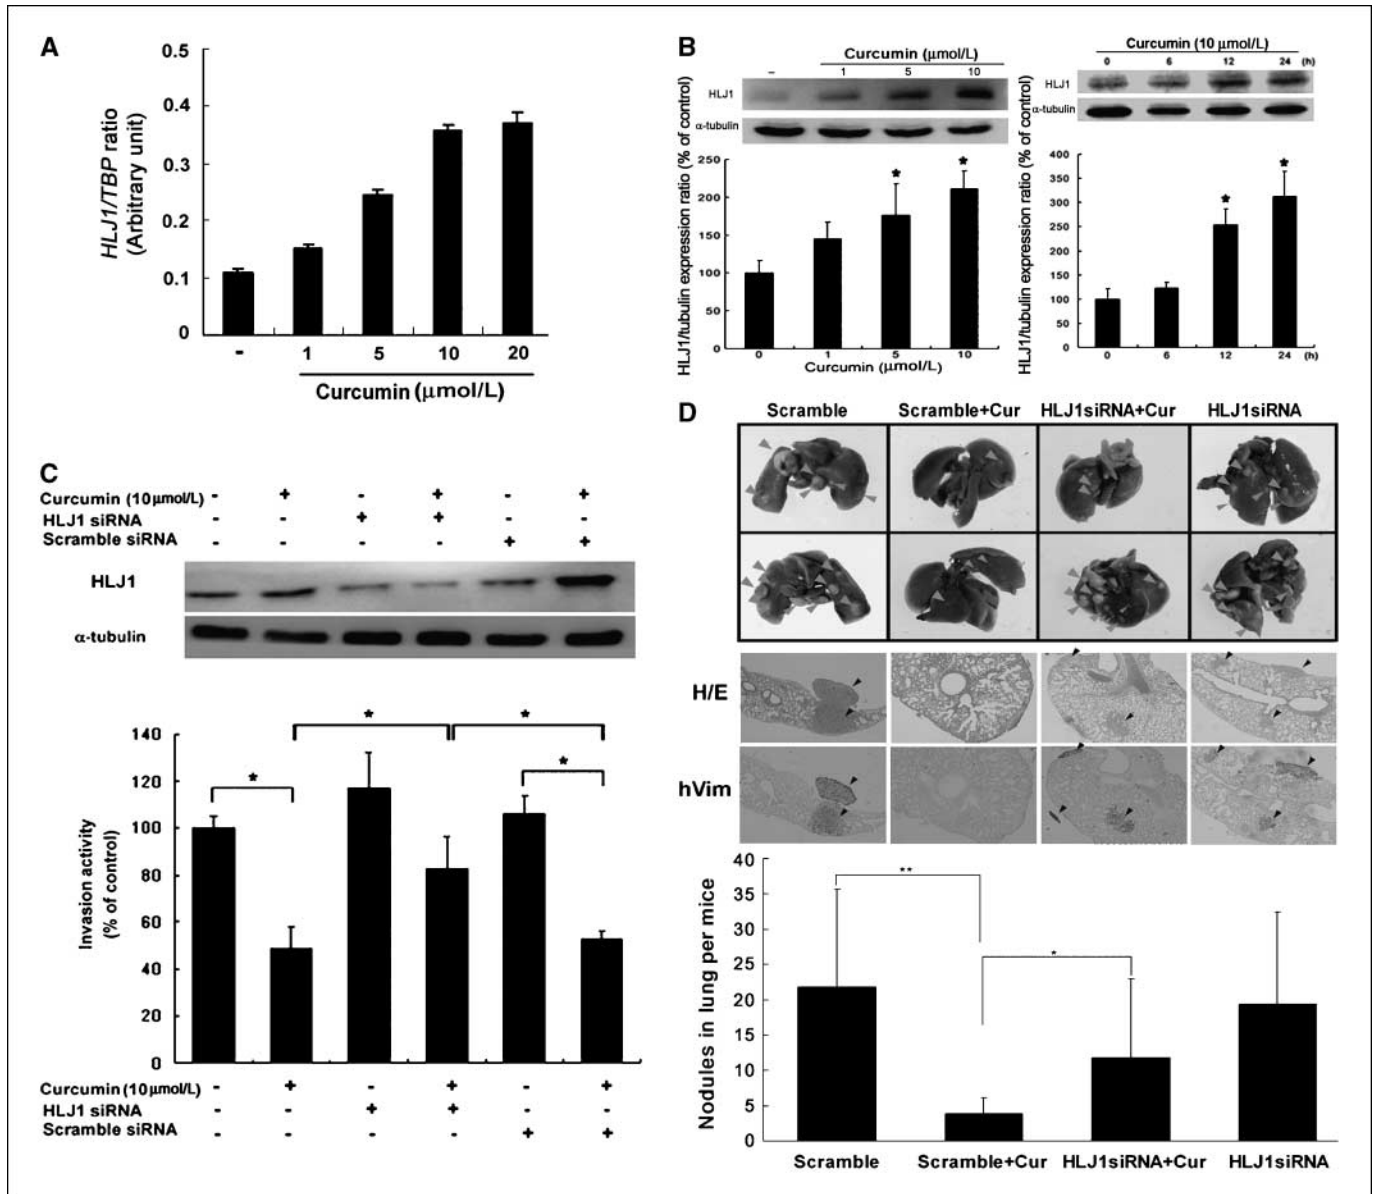 A
HLJ1/TBP ratio
(Arbitrary unit)
0.5
0.4
0.3
0.2
0.1
0
- 1 5 10 20
Curcumin (μmol/L)
B
Curcumin (μmol/L)
– 1 5 10
HLJ1
α-tubulin
HLJ1/tubulin expression ratio (% of control)
250
200
150
100
50
0
* *
0 1 5 10
Curcumin (μmol/L)
Curcumin (10 μmol/L)
0 6 12 24 (h)
HLJ1
α-tubulin
HLJ1/tubulin expression ratio (% of control)
400
350
300
250
200
150
100
50
0
* *
0 6 12 24 (h)
C
Curcumin (10 μmol/L) - + - + - +
HLJ1 siRNA - - + + - -
Scramble siRNA - - - - + +
HLJ1
α-tubulin
Invasion activity
(% of control)
140
120
100
80
60
40
20
0
* * * *
Curcumin (10 μmol/L) - + - + - +
HLJ1 siRNA - - + + - -
Scramble siRNA - - - - + +
D
Scramble Scramble+Cur HLJ1siRNA+Cur HLJ1siRNA
H/E
hVim
Nodules in lung per mice
40
35
30
25
20
15
10
5
0
**
*
Scramble Scramble+Cur HLJ1siRNA+Cur HLJ1siRNA